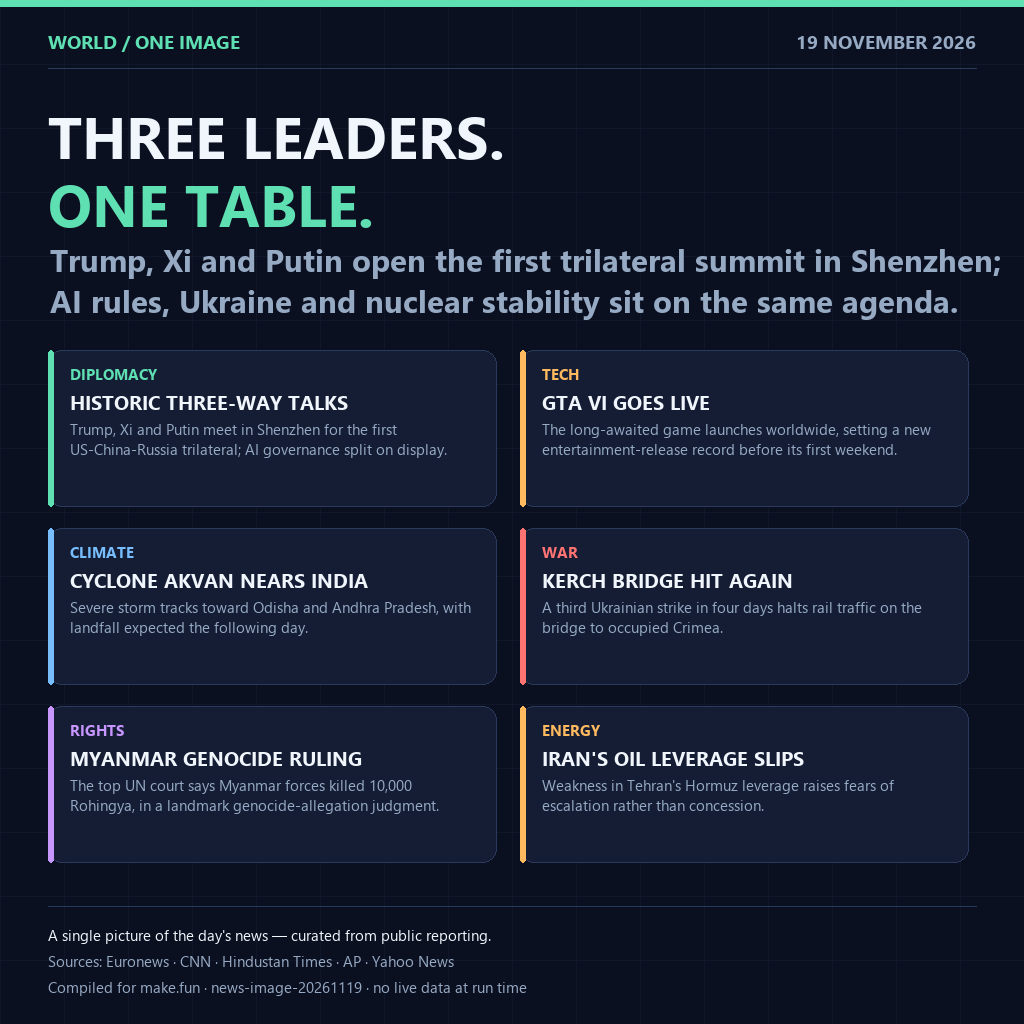 WORLD / ONE IMAGE
19 NOVEMBER 2026
THREE LEADERS.
ONE TABLE.
Trump, Xi and Putin open the first trilateral summit in Shenzhen;
AI rules, Ukraine and nuclear stability sit on the same agenda.
DIPLOMACY
HISTORIC THREE-WAY TALKS
Trump, Xi and Putin meet in Shenzhen for the first
US-China-Russia trilateral; AI governance split on display.
TECH
GTA VI GOES LIVE
The long-awaited game launches worldwide, setting a new
entertainment-release record before its first weekend.
CLIMATE
CYCLONE AKVAN NEARS INDIA
Severe storm tracks toward Odisha and Andhra Pradesh, with
landfall expected the following day.
WAR
KERCH BRIDGE HIT AGAIN
A third Ukrainian strike in four days halts rail traffic on the
bridge to occupied Crimea.
RIGHTS
MYANMAR GENOCIDE RULING
The top UN court says Myanmar forces killed 10,000
Rohingya, in a landmark genocide-allegation judgment.
ENERGY
IRAN'S OIL LEVERAGE SLIPS
Weakness in Tehran's Hormuz leverage raises fears of
escalation rather than concession.
A single picture of the day's news — curated from public reporting.
Sources: Euronews · CNN · Hindustan Times · AP · Yahoo News
Compiled for make.fun · news-image-20261119 · no live data at run time